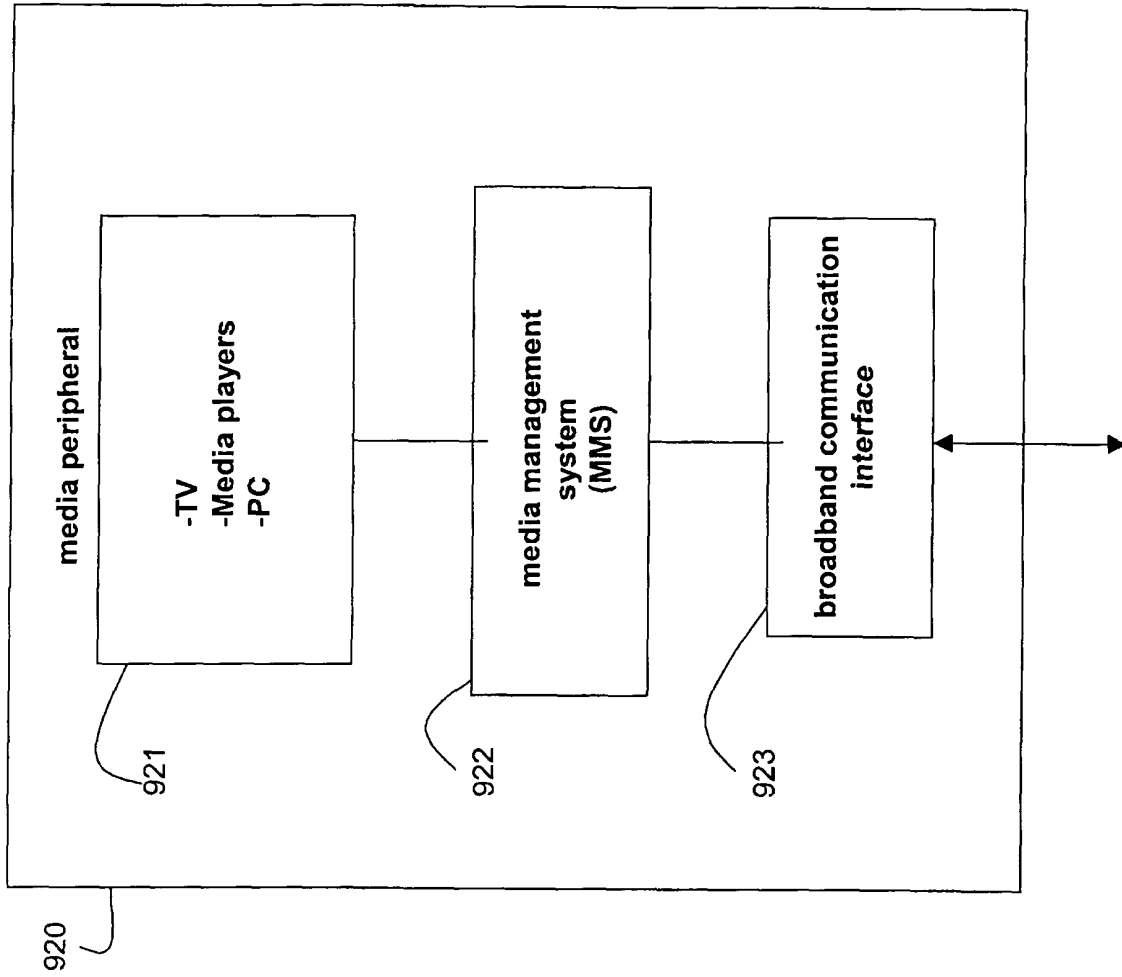 media peripheral
-TV
-Media players
-PC
921
media management
system
(MMS)
922
broadband communication
interface
923
920